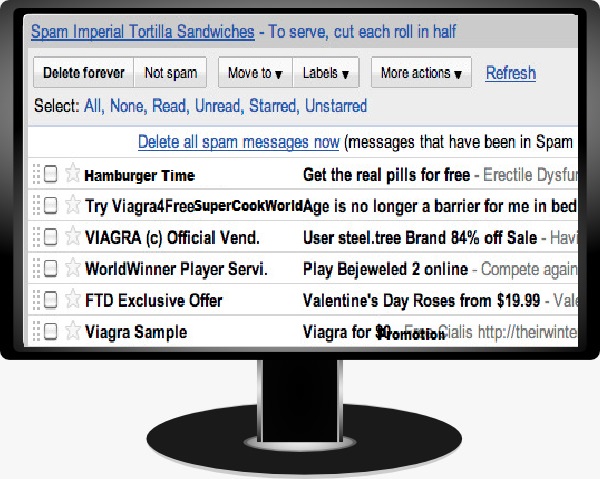 Spam Imperial Tortilla Sandwiches - To serve, cut each roll in half
Delete forever Not spam Move to ▾ Labels ▾ More actions ▾ Refresh
Select: All, None, Read, Unread, Starred, Unstarred
Delete all spam messages now (messages that have been in Spam
Hamburger Time Get the real pills for free - Erectile Dysfur
Try Viagra4FreeSuperCookWorld Age is no longer a barrier for me in bed
VIAGRA (c) Official Vend. User steel.tree Brand 84% off Sale - Havi
WorldWinner Player Servi. Play Bejeweled 2 online - Compete again
FTD Exclusive Offer Valentine's Day Roses from $19.99 - Vale
Viagra Sample Viagra for $0 - Promotion Cialis http://theirwinte